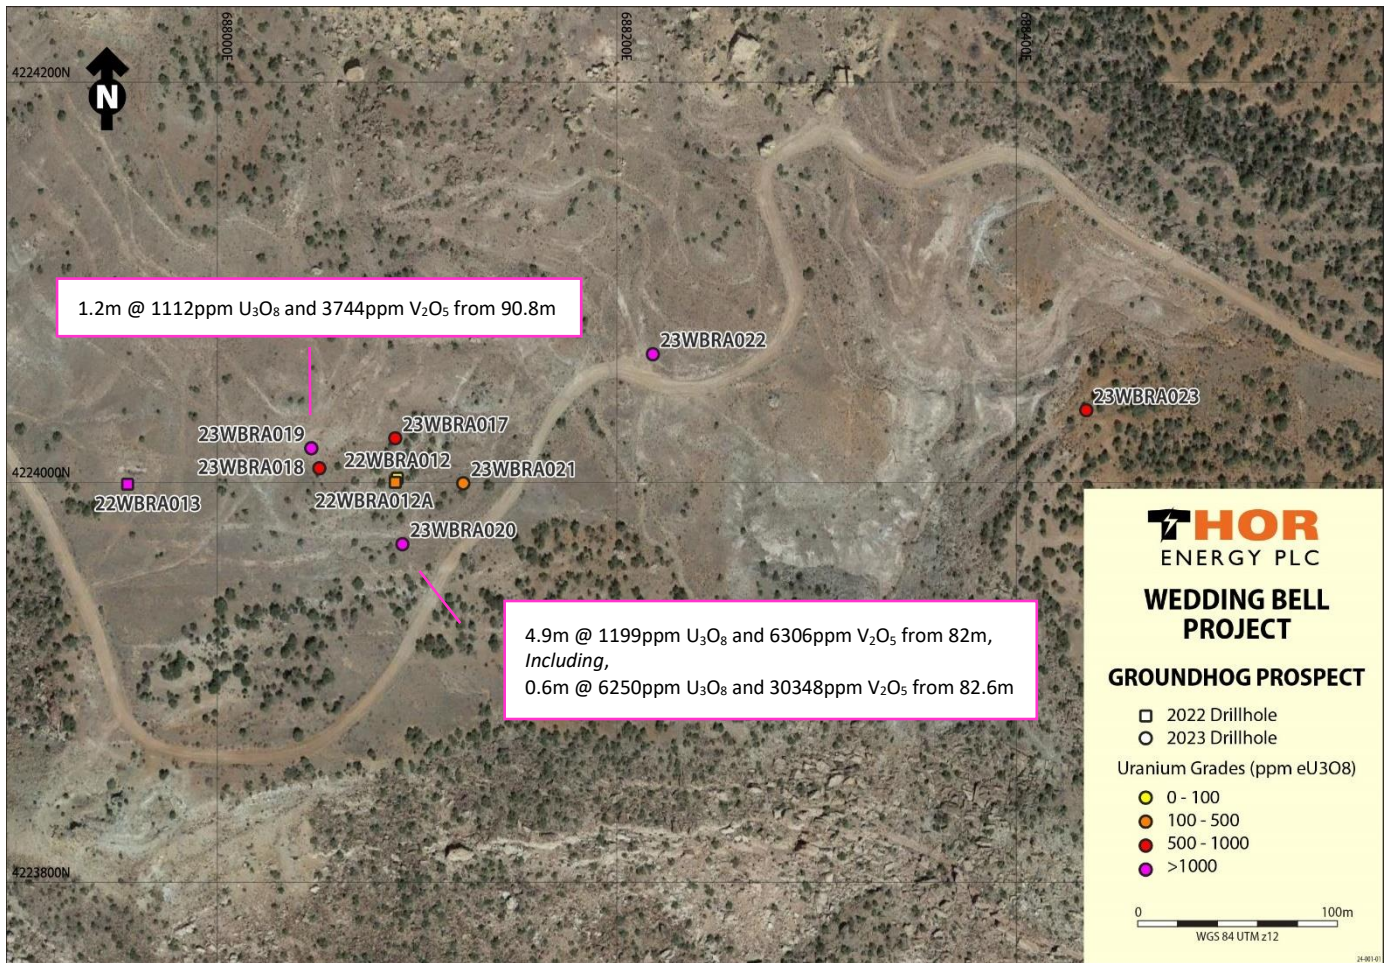 688000E
688200E
688400E
4224200N
N
1.2m @ 1112ppm U₃O₈ and 3744ppm V₂O₅ from 90.8m
23WBRA022
23WBRA023
23WBRA019
23WBRA017
23WBRA018
22WBRA012
23WBRA021
4224000N
22WBRA013
22WBRA012A
23WBRA020
4.9m @ 1199ppm U₃O₈ and 6306ppm V₂O₅ from 82m,
Including,
0.6m @ 6250ppm U₃O₈ and 30348ppm V₂O₅ from 82.6m
4223800N
THOR
ENERGY PLC
WEDDING BELL
PROJECT
GROUNDHOG PROSPECT
2022 Drillhole
2023 Drillhole
Uranium Grades (ppm eU3O8)
0 - 100
100 - 500
500 - 1000
>1000
0 100m
WGS 84 UTM z12
24-001-01